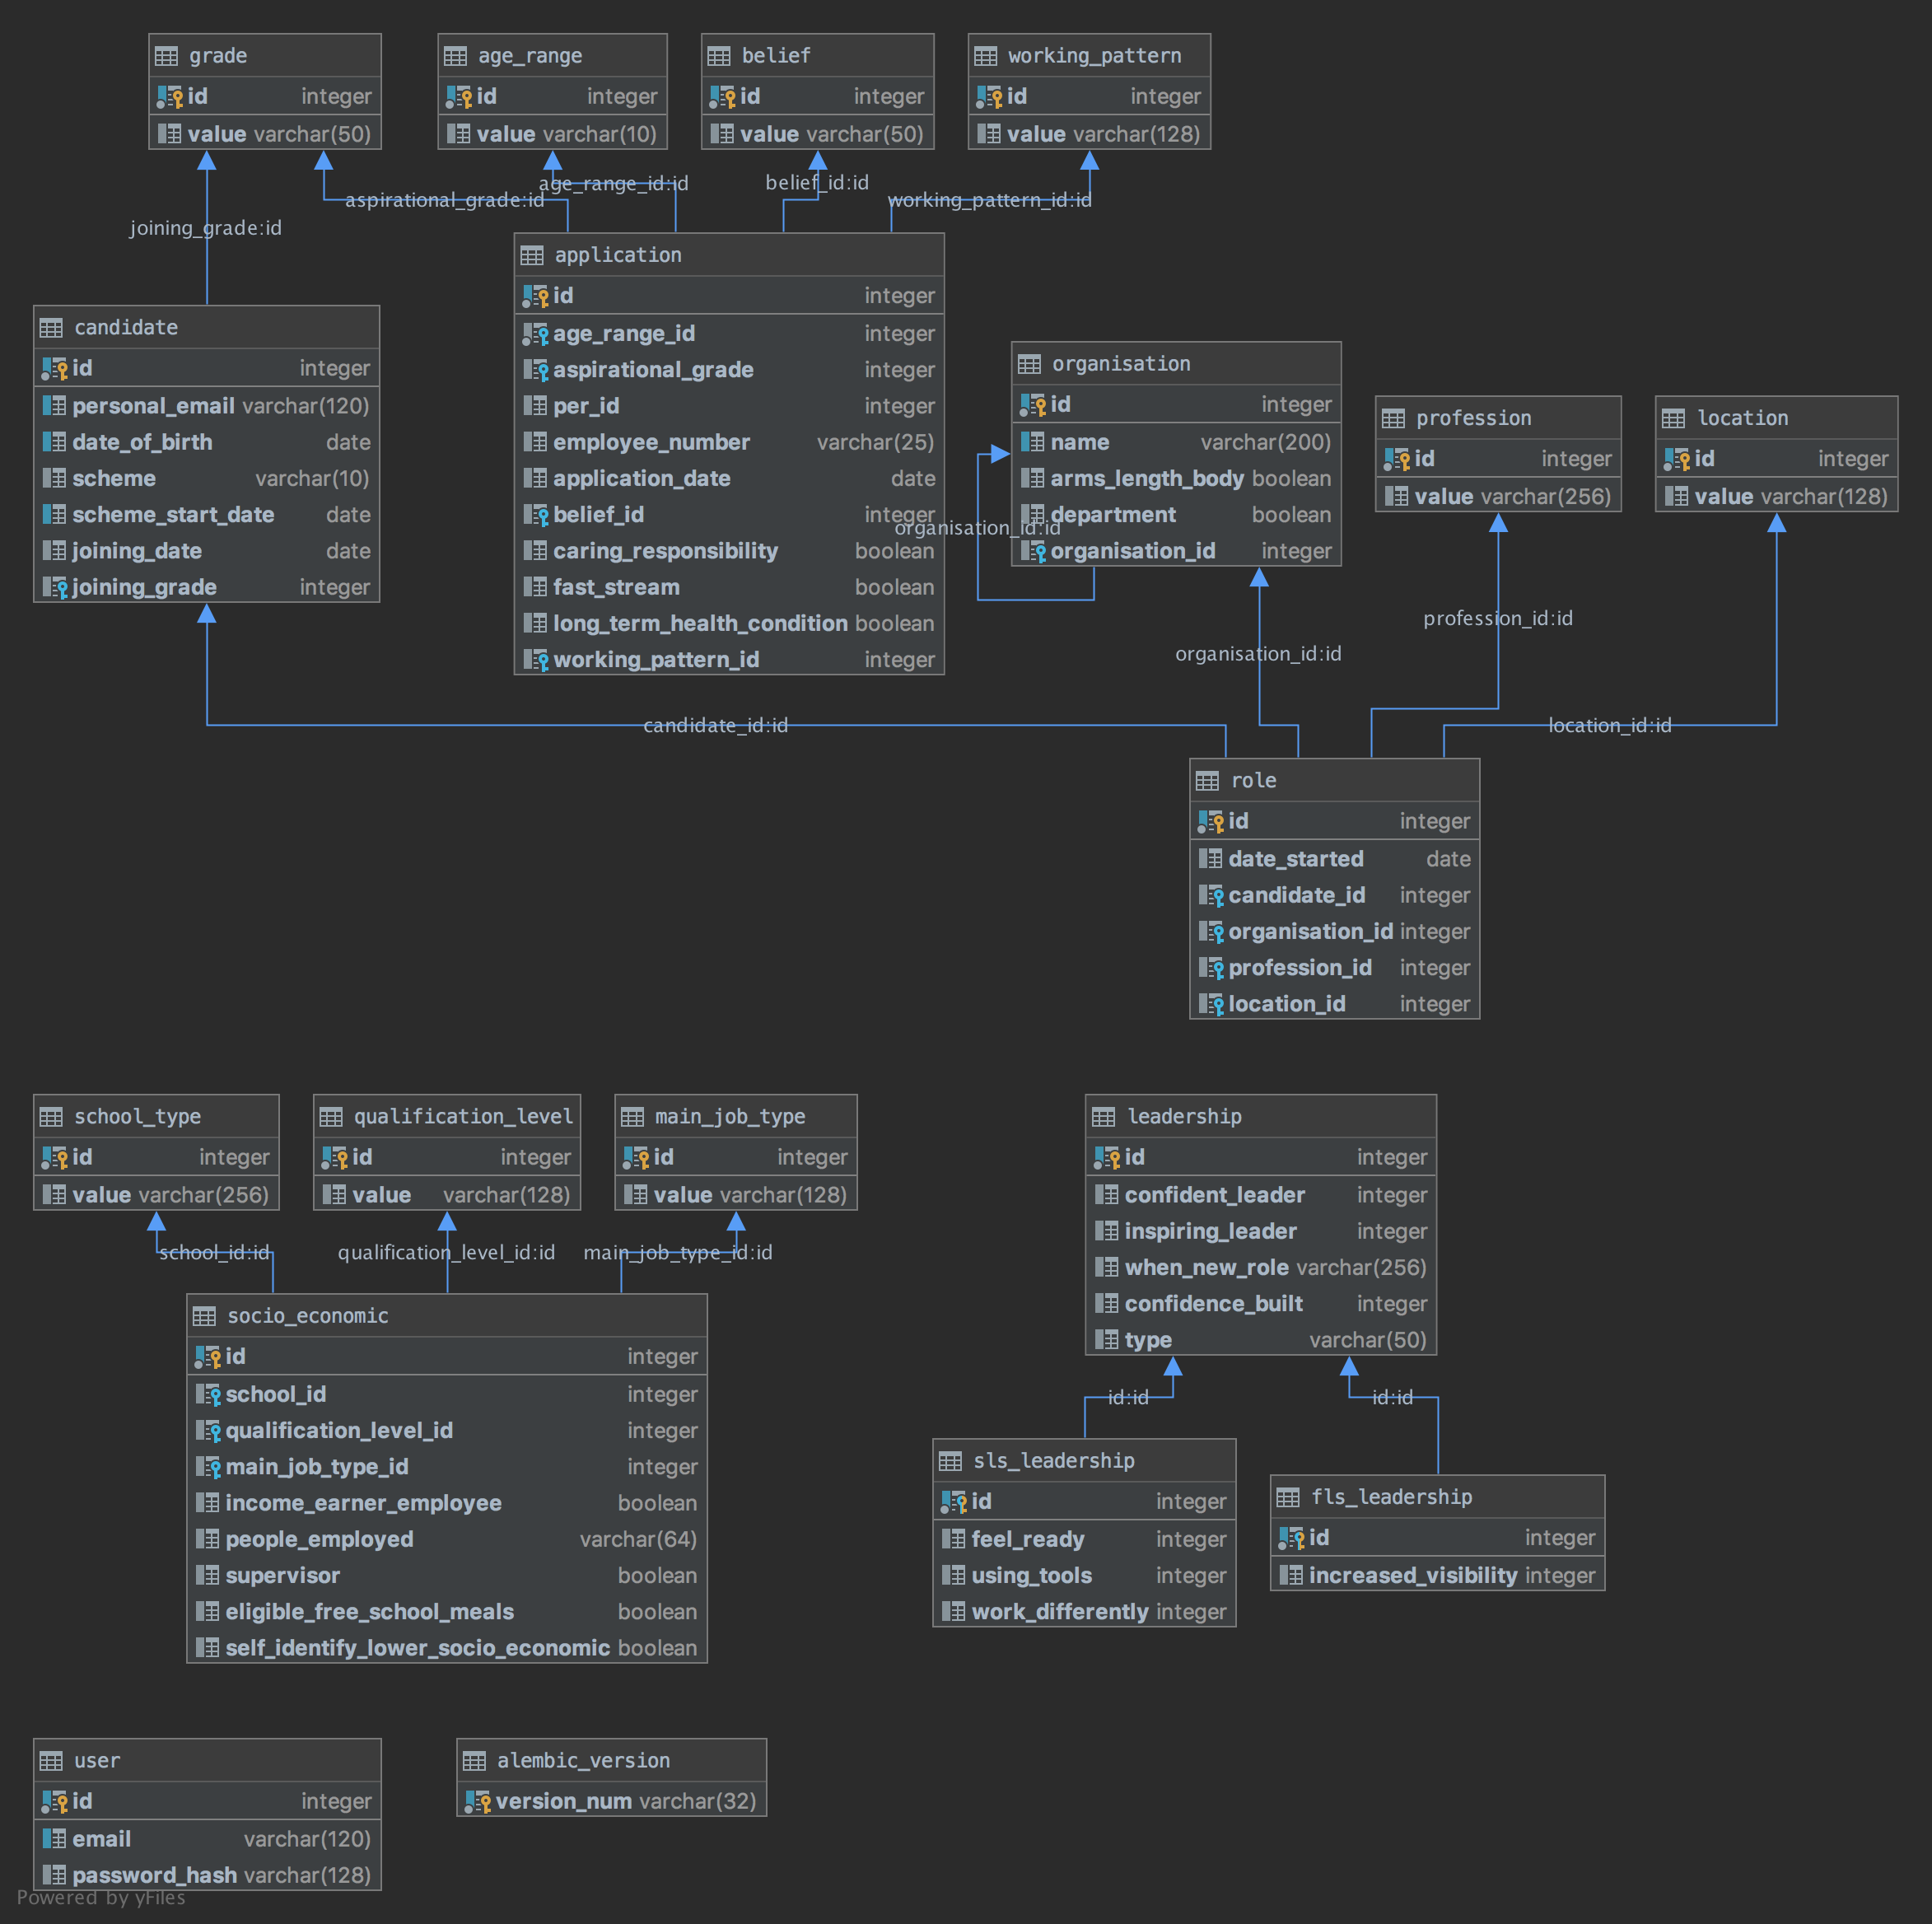 grade
id integer
value varchar(50)
age_range
id integer
value varchar(10)
belief
id integer
value varchar(50)
working_pattern
id integer
value varchar(128)
joining_grade:id
aspirational_grade:id
age_range_id:id
belief_id:id
working_pattern_id:id
candidate
id integer
personal_email varchar(120)
date_of_birth date
scheme varchar(10)
scheme_start_date date
joining_date date
joining_grade integer
application
id integer
age_range_id integer
aspirational_grade integer
per_id integer
employee_number varchar(25)
application_date date
belief_id integer
caring_responsibility boolean
fast_stream boolean
long_term_health_condition boolean
working_pattern_id integer
organisation
id integer
name varchar(200)
arms_length_body boolean
department boolean
organisation_id integer
organisation_id:id
profession
id integer
value varchar(256)
location
id integer
value varchar(128)
candidate_id:id
organisation_id:id
profession_id:id
location_id:id
role
id integer
date_started date
candidate_id integer
organisation_id integer
profession_id integer
location_id integer
school_type
id integer
value varchar(256)
qualification_level
id integer
value varchar(128)
main_job_type
id integer
value varchar(128)
school_id:id
qualification_level_id:id
main_job_type_id:id
socio_economic
id integer
school_id integer
qualification_level_id integer
main_job_type_id integer
income_earner_employee boolean
people_employed varchar(64)
supervisor boolean
eligible_free_school_meals boolean
self_identify_lower_socio_economic boolean
leadership
id integer
confident_leader integer
inspiring_leader integer
when_new_role varchar(256)
confidence_built integer
type varchar(50)
id:id
id:id
sls_leadership
id integer
feel_ready integer
using_tools integer
work_differently integer
fls_leadership
id integer
increased_visibility integer
user
id integer
email varchar(120)
password_hash varchar(128)
alembic_version
version_num varchar(32)
Powered by yFiles